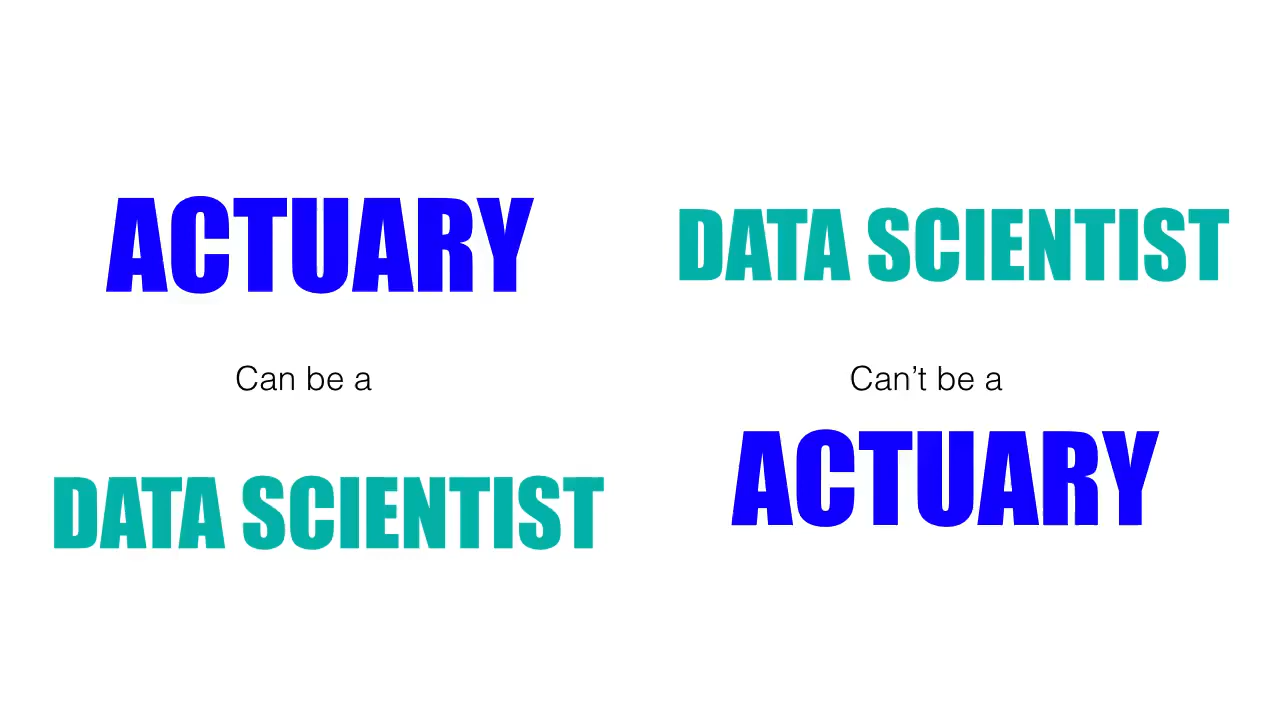 ACTUARY
Can be a
DATA SCIENTIST
DATA SCIENTIST
Can’t be a
ACTUARY